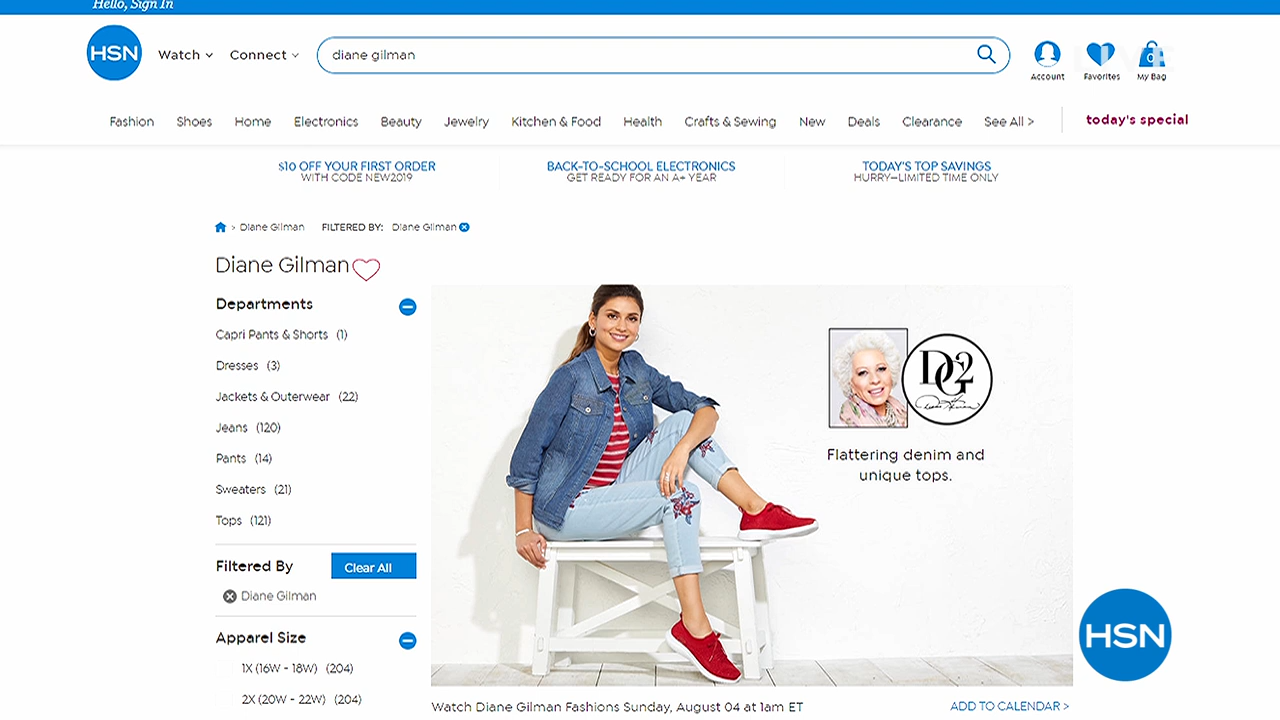 Hello, Sign In
HSN
Watch
Connect
diane gilman
Account
Favorites
0
My Bag
LIVE
Fashion
Shoes
Home
Electronics
Beauty
Jewelry
Kitchen & Food
Health
Crafts & Sewing
New
Deals
Clearance
See All >
today's special
$10 OFF YOUR FIRST ORDER
WITH CODE NEW2019
BACK-TO-SCHOOL ELECTRONICS
GET READY FOR AN A+ YEAR
TODAY'S TOP SAVINGS
HURRY—LIMITED TIME ONLY
> Diane Gilman
FILTERED BY: Diane Gilman
Diane Gilman
Departments
Capri Pants & Shorts (1)
Dresses (3)
Jackets & Outerwear (22)
Jeans (120)
Pants (14)
Sweaters (21)
Tops (121)
Filtered By
Clear All
Diane Gilman
Apparel Size
1X (16W - 18W) (204)
2X (20W - 22W) (204)
DG2
Flattering denim and
unique tops.
HSN
Watch Diane Gilman Fashions Sunday, August 04 at 1am ET
ADD TO CALENDAR >